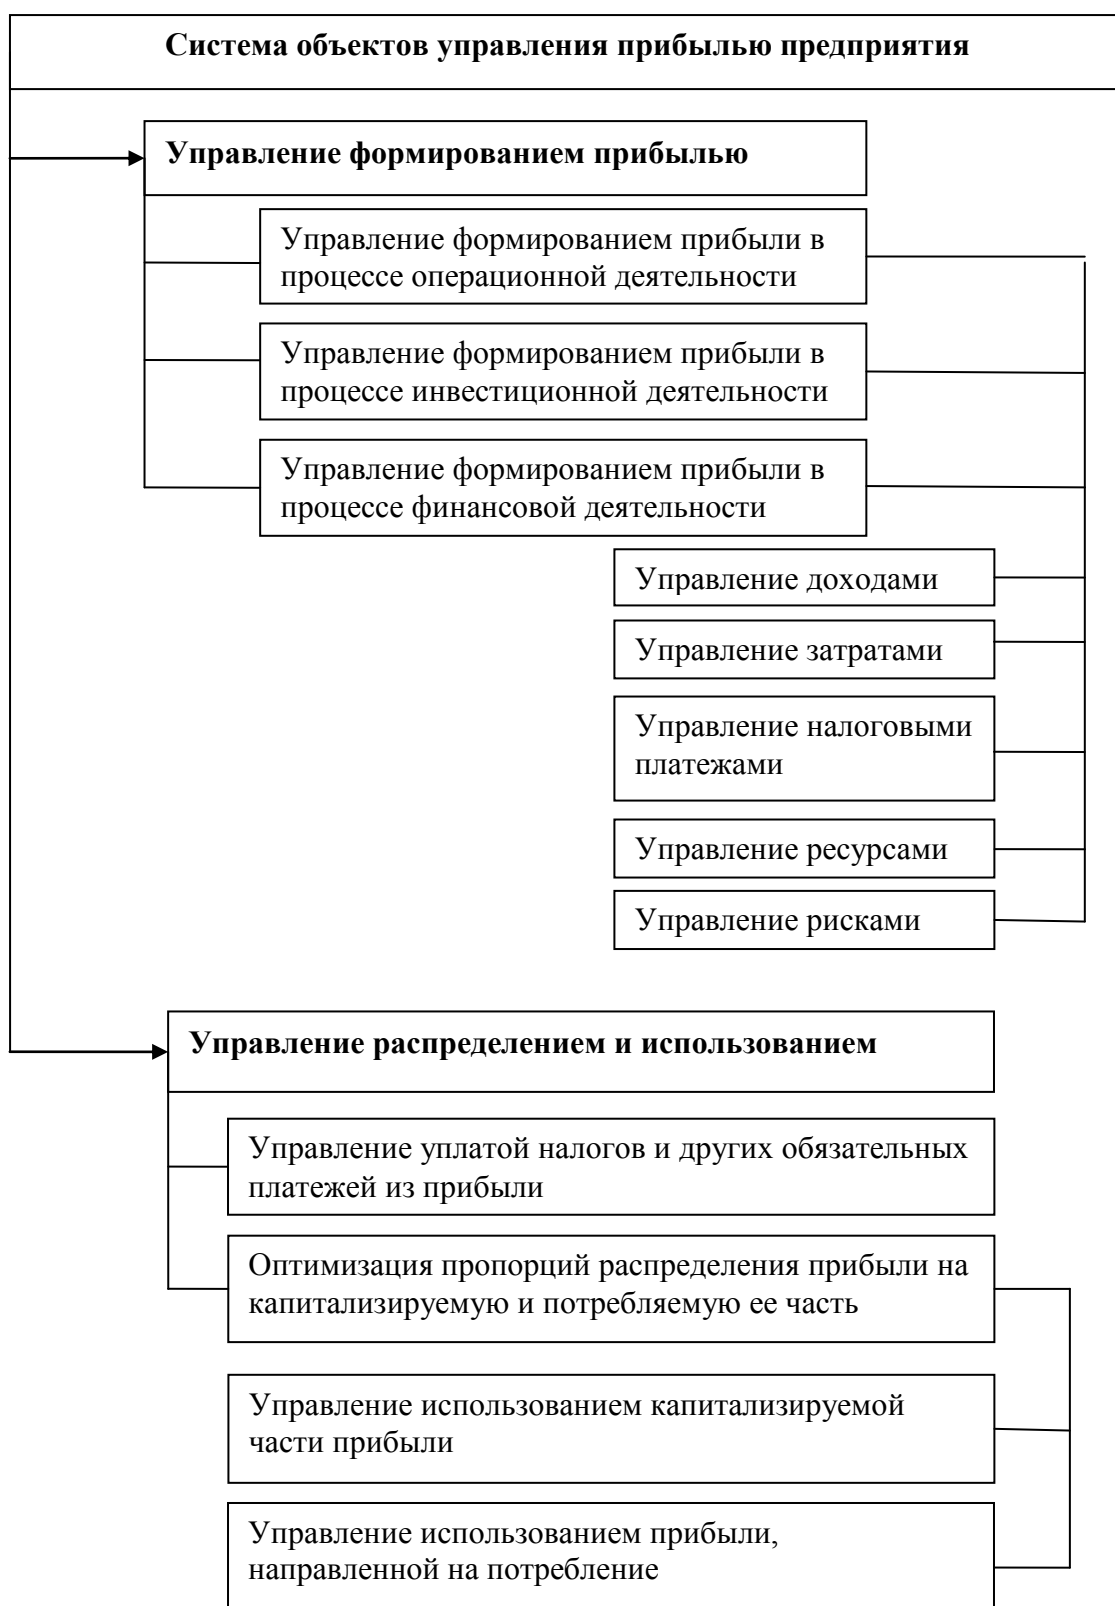 Система объектов управления прибылью предприятия
Управление формированием прибылью
Управление формированием прибыли в
процессе операционной деятельности
Управление формированием прибыли в
процессе инвестиционной деятельности
Управление формированием прибыли в
процессе финансовой деятельности
Управление доходами
Управление затратами
Управление налоговыми
платежами
Управление ресурсами
Управление рисками
Управление распределением и использованием
Управление уплатой налогов и других обязательных
платежей из прибыли
Оптимизация пропорций распределения прибыли на
капитализируемую и потребляемую ее часть
Управление использованием капитализируемой
части прибыли
Управление использованием прибыли,
направленной на потребление